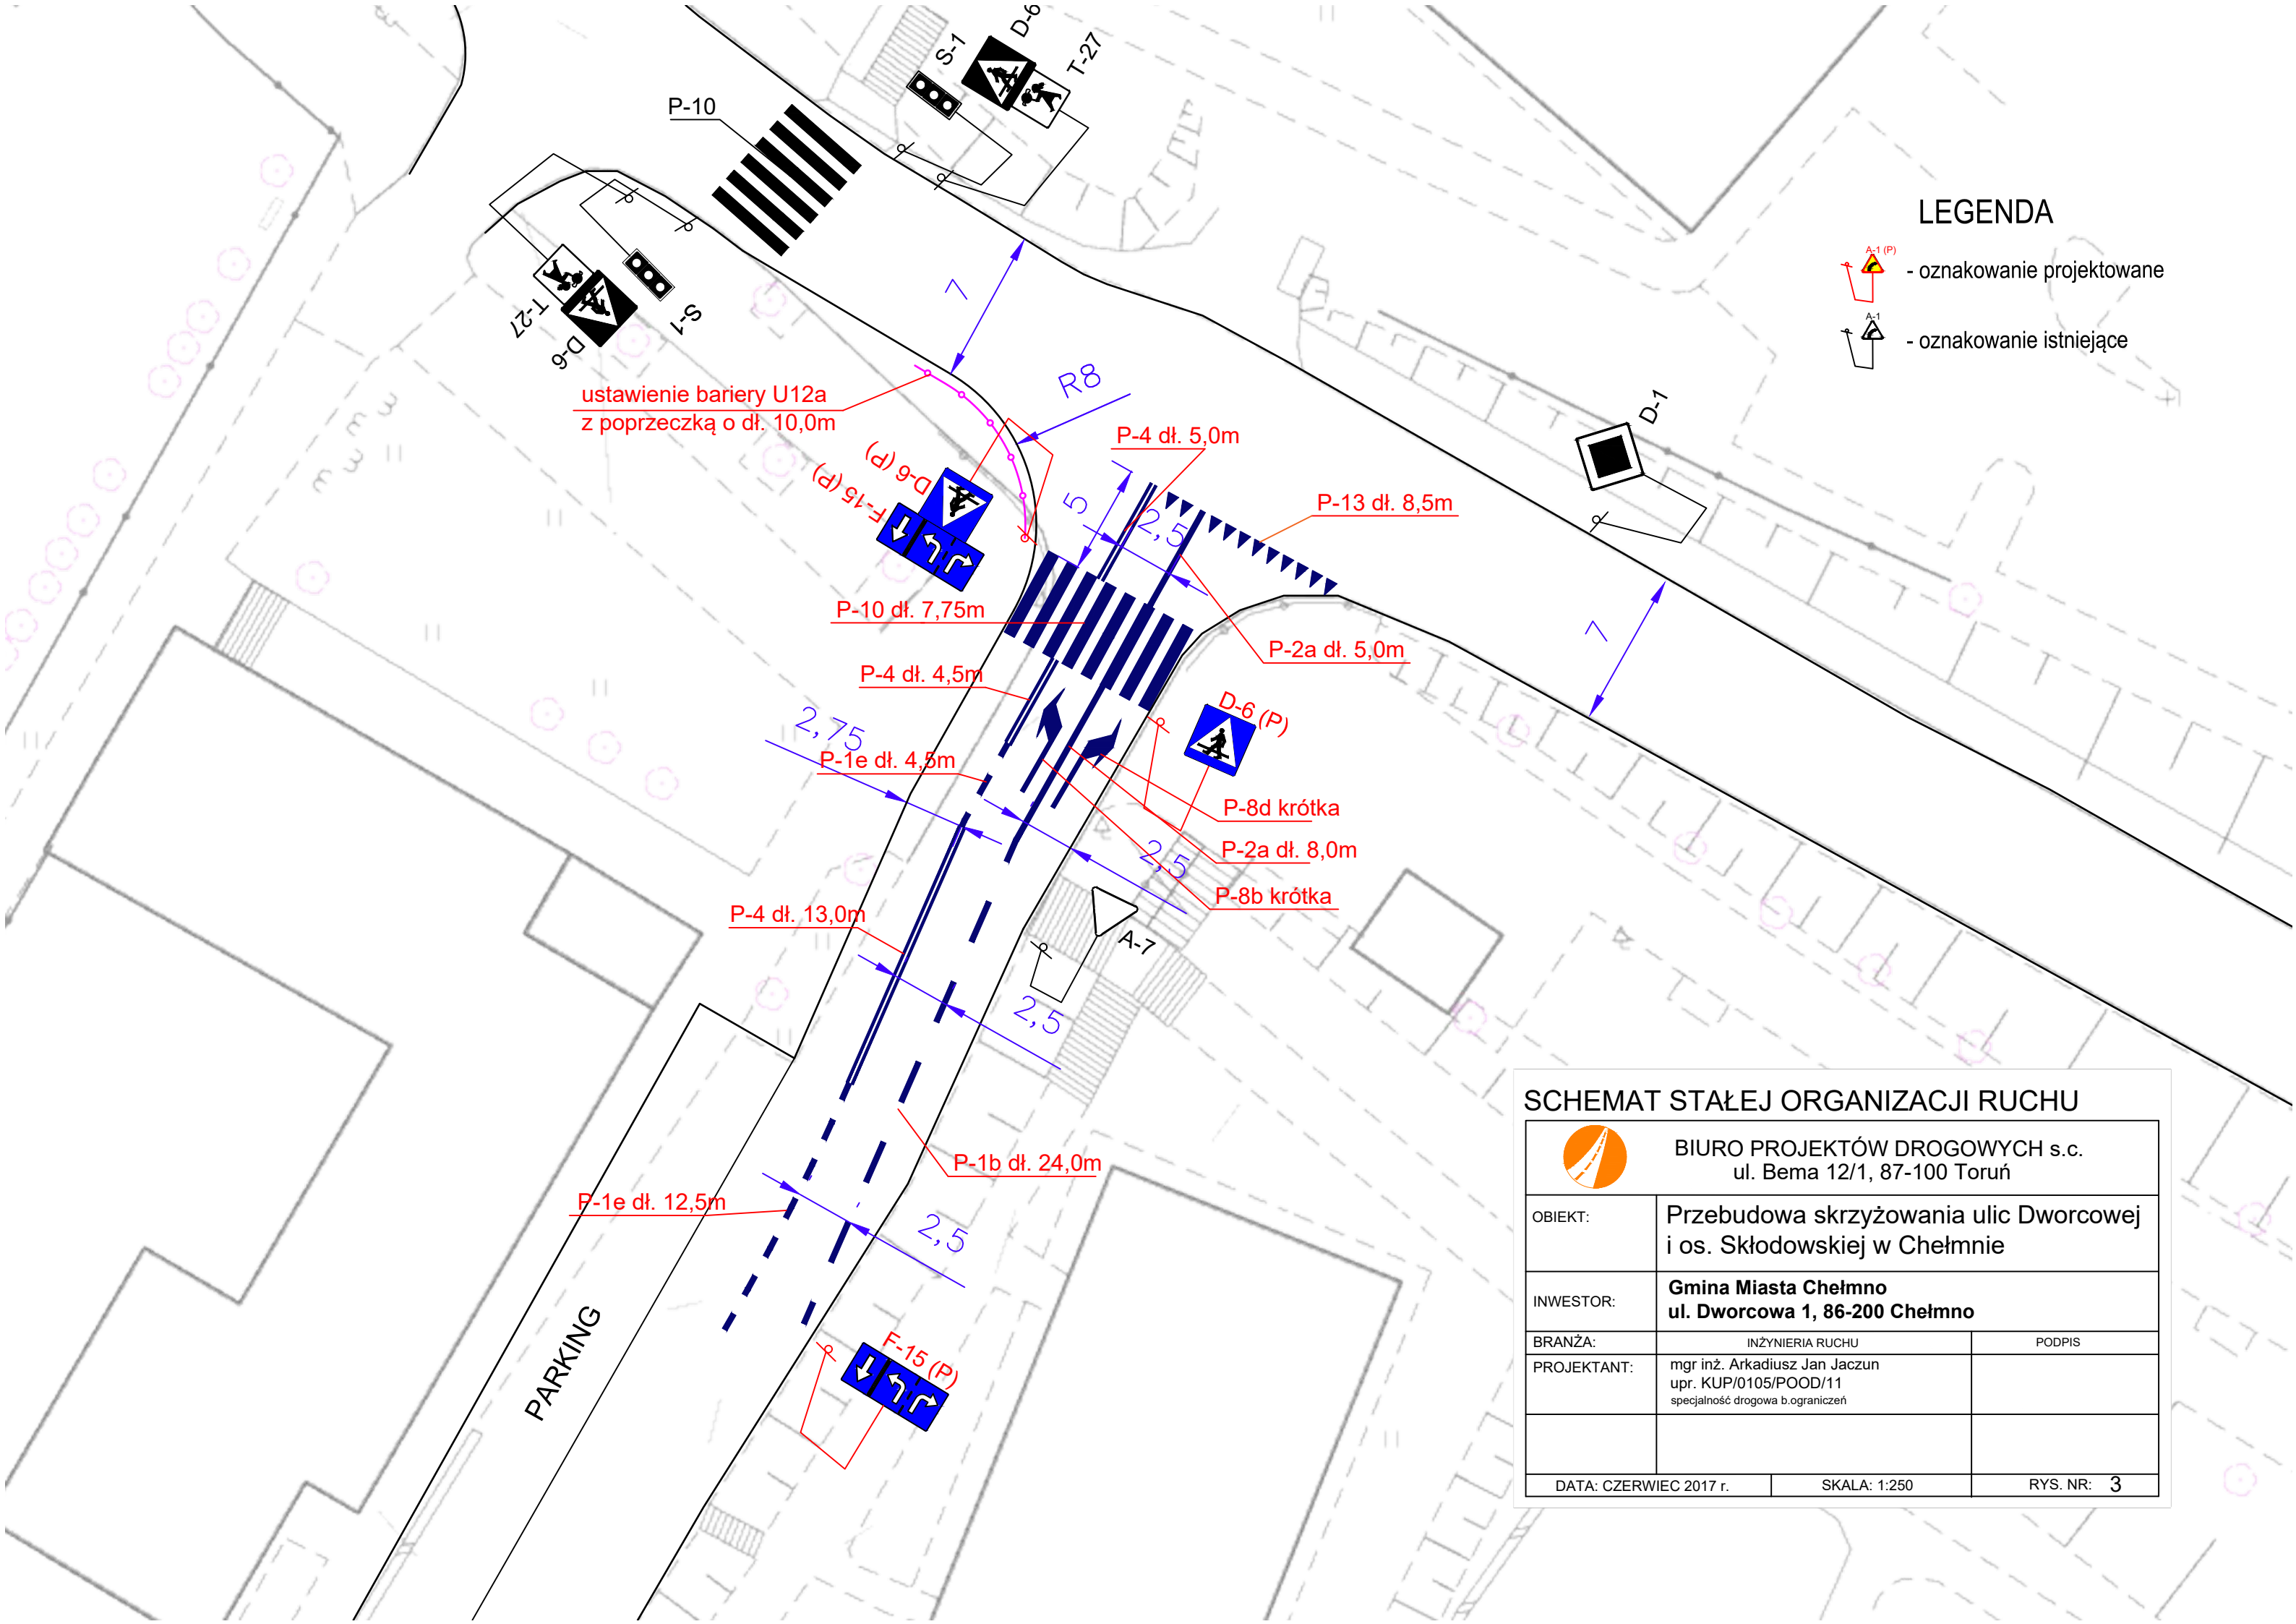 D-6
S-1
T-27
P-10
LEGENDA
A-1 (P)
- oznakowanie projektowane
A-1
- oznakowanie istniejące
T-27
D-6
S-1
7
R8
D-1
ustawienie bariery U12a
z poprzeczką o dł. 10,0m
P-4 dł. 5,0m
D-6 (P)
F-15 (P)
5
2,5
P-13 dł. 8,5m
P-10 dł. 7,75m
7
P-2a dł. 5,0m
P-4 dł. 4,5m
D-6 (P)
2,75
P-1e dł. 4,5m
P-8d krótka
P-2a dł. 8,0m
2,5
P-8b krótka
P-4 dł. 13,0m
A-7
2,5
P-1b dł. 24,0m
P-1e dł. 12,5m
2,5
PARKING
F-15 (P)
SCHEMAT STAŁEJ ORGANIZACJI RUCHU
BIURO PROJEKTÓW DROGOWYCH s.c.
ul. Bema 12/1, 87-100 Toruń
OBIEKT:
Przebudowa skrzyżowania ulic Dworcowej
i os. Skłodowskiej w Chełmnie
INWESTOR:
Gmina Miasta Chełmno
ul. Dworcowa 1, 86-200 Chełmno
BRANŻA:
INŻYNIERIA RUCHU
PODPIS
PROJEKTANT:
mgr inż. Arkadiusz Jan Jaczun
upr. KUP/0105/POOD/11
specjalność drogowa b.ograniczeń
DATA: CZERWIEC 2017 r.
SKALA: 1:250
RYS. NR: 3